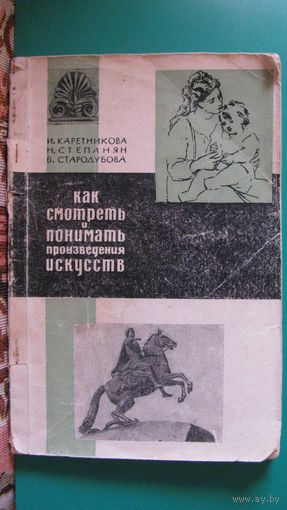 И. КАРЕТНИКОВА
Н. СТЕПАНЯН
В. СТАРОДУБОВА
КАК
СМОТРЕТЬ
и
ПОНИМАТЬ
ПРОИЗВЕДЕНИЯ
ИСКУССТВ
www.ay.by